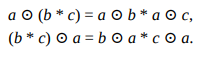 a ⊙ (b * c) = a ⊙ b * a ⊙ c,
(b * c) ⊙ a = b ⊙ a * c ⊙ a.